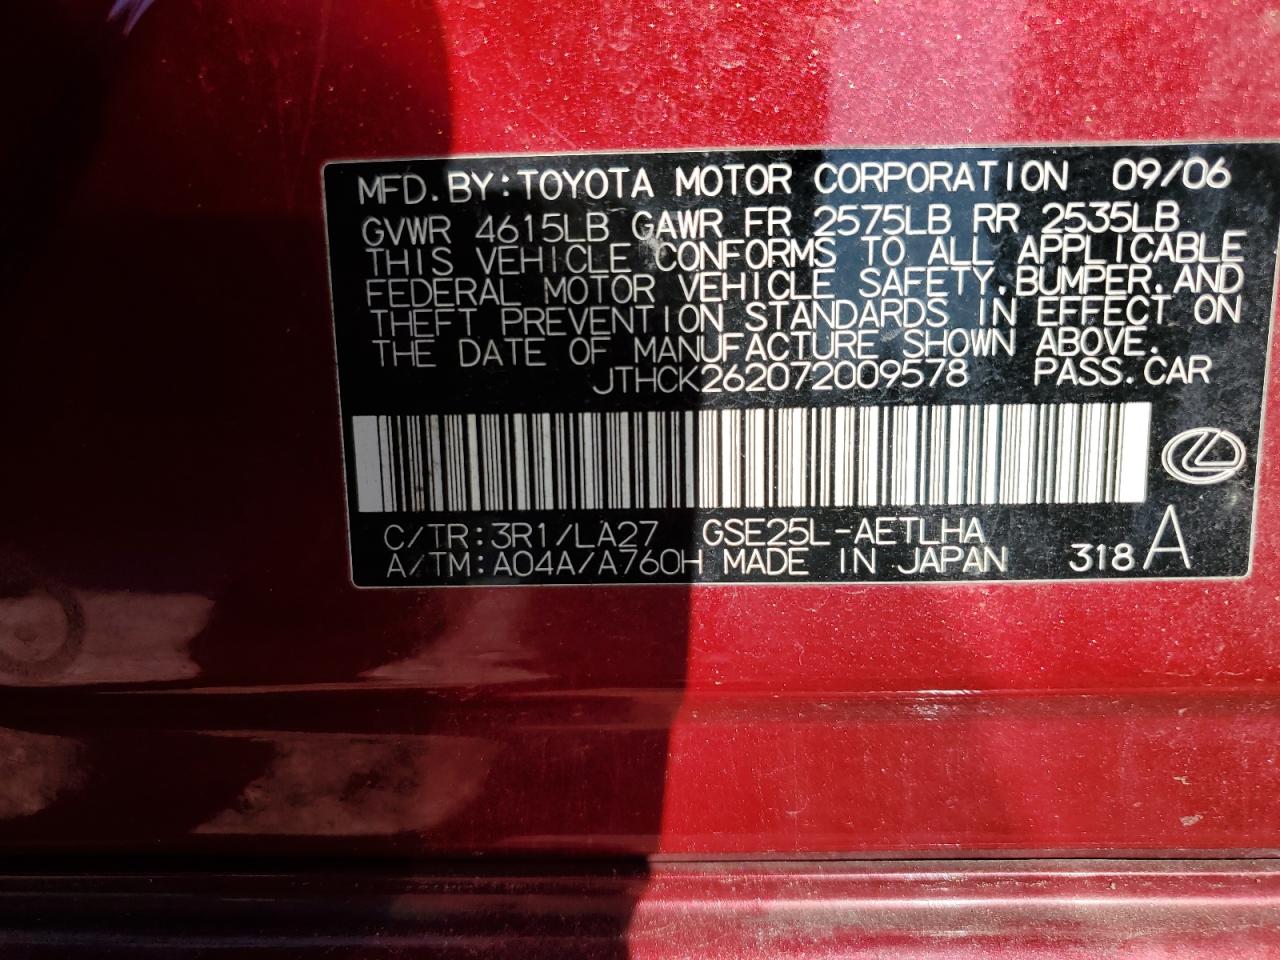 MFD. BY: TOYOTA MOTOR CORPORATION 09/06
GVWR 4615LB GAWR FR 2575LB RR 2535LB
THIS VEHICLE CONFORMS TO ALL APPLICABLE
FEDERAL MOTOR VEHICLE SAFETY, BUMPER, AND
THEFT PREVENTION STANDARDS IN EFFECT ON
THE DATE OF MANUFACTURE SHOWN ABOVE.
JTHCK262072009578 PASS. CAR
C/TR: 3R1/LA27 GSE25L-AETLHA
A/TM: A04A/A760H MADE IN JAPAN 318 A